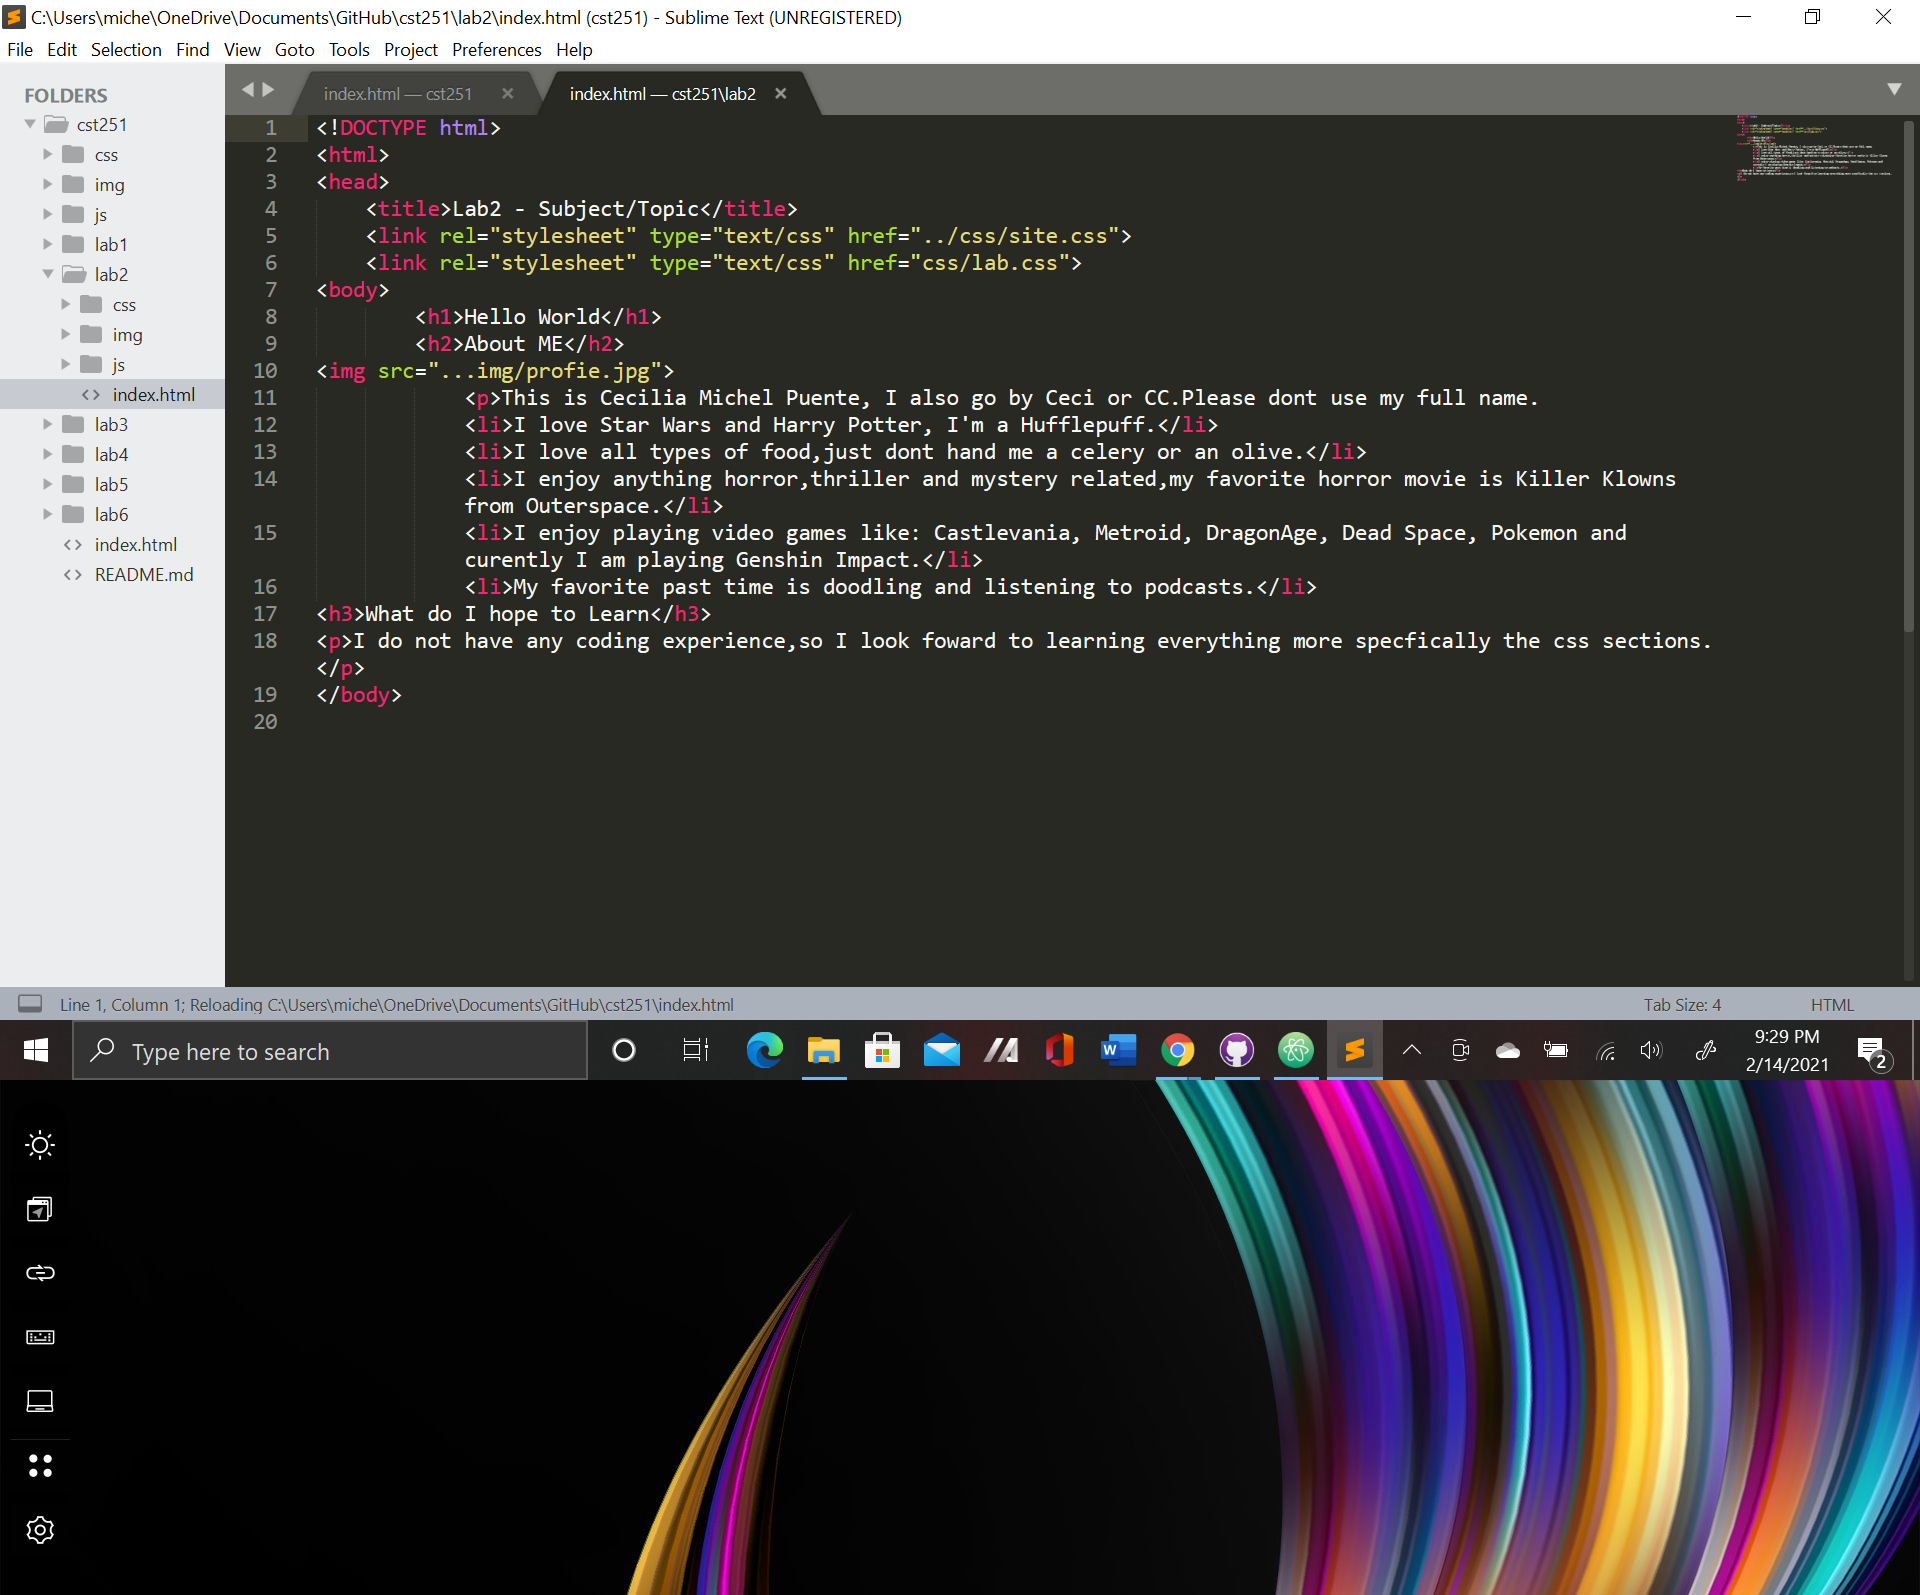 C:\Users\miche\OneDrive\Documents\GitHub\cst251\lab2\index.html (cst251) - Sublime Text (UNREGISTERED)
File Edit Selection Find View Goto Tools Project Preferences Help
FOLDERS
cst251
css
img
js
lab1
lab2
css
img
js
index.html
lab3
lab4
lab5
lab6
index.html
README.md
index.html — cst251
index.html — cst251\lab2
1 <!DOCTYPE html>
2 <html>
3 <head>
4 <title>Lab2 - Subject/Topic</title>
5 <link rel="stylesheet" type="text/css" href="../css/site.css">
6 <link rel="stylesheet" type="text/css" href="css/lab.css">
7 <body>
8 <h1>Hello World</h1>
9 <h2>About ME</h2>
10 <img src="...img/profie.jpg">
11 <p>This is Cecilia Michel Puente, I also go by Ceci or CC.Please dont use my full name.
12 <li>I love Star Wars and Harry Potter, I'm a Hufflepuff.</li>
13 <li>I love all types of food,just dont hand me a celery or an olive.</li>
14 <li>I enjoy anything horror,thriller and mystery related,my favorite horror movie is Killer Klowns
from Outerspace.</li>
15 <li>I enjoy playing video games like: Castlevania, Metroid, DragonAge, Dead Space, Pokemon and
curently I am playing Genshin Impact.</li>
16 <li>My favorite past time is doodling and listening to podcasts.</li>
17 <h3>What do I hope to Learn</h3>
18 <p>I do not have any coding experience,so I look foward to learning everything more specfically the css sections.
</p>
19 </body>
20
Line 1, Column 1; Reloading C:\Users\miche\OneDrive\Documents\GitHub\cst251\index.html
Tab Size: 4
HTML
Type here to search
9:29 PM
2/14/2021
2